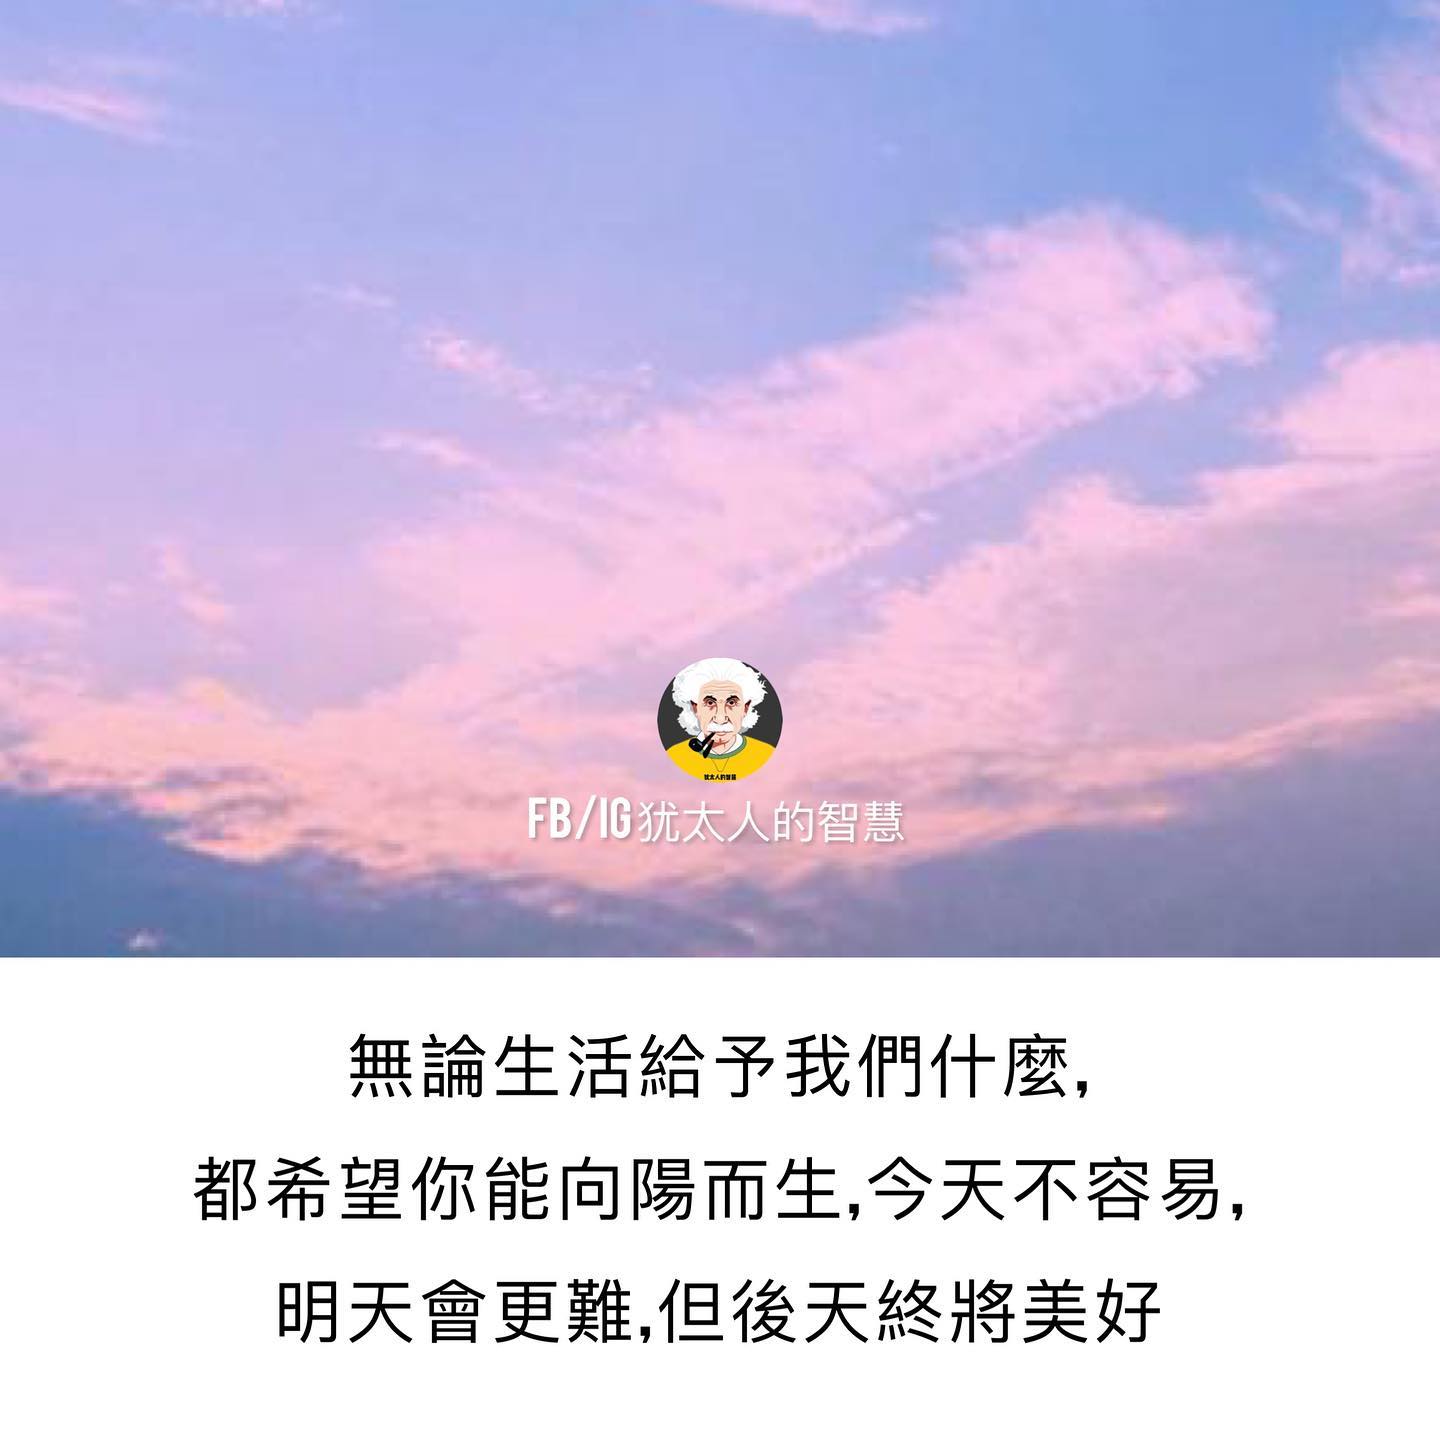 犹太人的智慧
FB/IG犹太人的智慧
無論生活給予我們什麼,
都希望你能向陽而生,今天不容易,
明天會更難,但後天終將美好